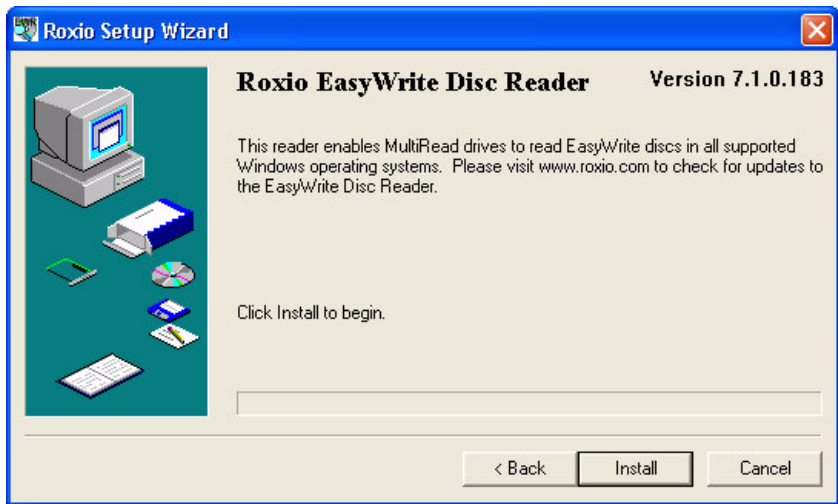 Roxio Setup Wizard
Roxio EasyWrite Disc Reader
Version 7.1.0.183
This reader enables MultiRead drives to read EasyWrite discs in all supported
Windows operating systems. Please visit www.roxio.com to check for updates to
the EasyWrite Disc Reader.
Click Install to begin.
< Back
Install
Cancel